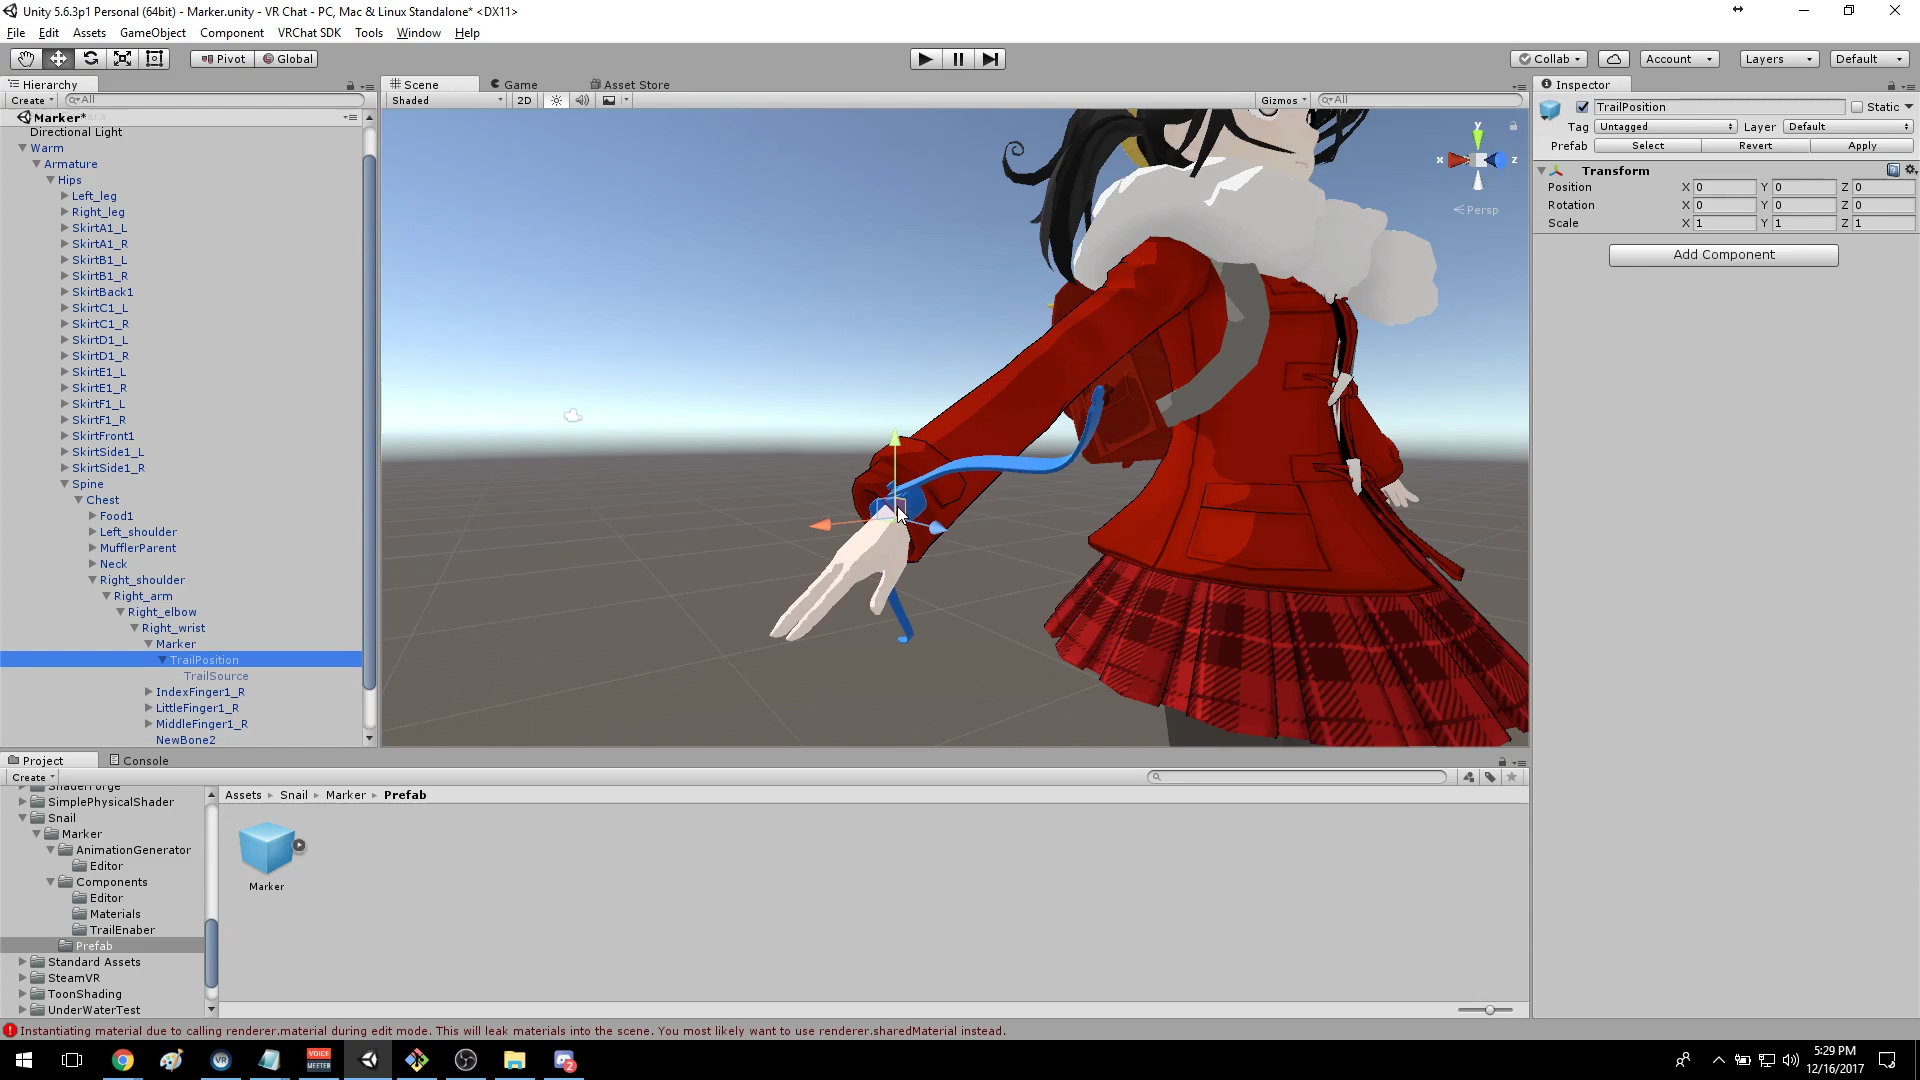 Unity 5.6.3p1 Personal (64bit) - Marker.unity - VR Chat - PC, Mac & Linux Standalone* <DX11>
File Edit Assets GameObject Component VRChat SDK Tools Window Help
Pivot Global Collab Account Layers Default
Hierarchy
Create All
Marker*
Directional Light
Warm
Armature
Hips
Left_leg
Right_leg
SkirtA1_L
SkirtA1_R
SkirtB1_L
SkirtB1_R
SkirtBack1
SkirtC1_L
SkirtC1_R
SkirtD1_L
SkirtD1_R
SkirtE1_L
SkirtE1_R
SkirtF1_L
SkirtF1_R
SkirtFront1
SkirtSide1_L
SkirtSide1_R
Spine
Chest
Food1
Left_shoulder
MufflerParent
Neck
Right_shoulder
Right_arm
Right_elbow
Right_wrist
Marker
TrailPosition
TrailSource
IndexFinger1_R
LittleFinger1_R
MiddleFinger1_R
NewBone2
Scene Game Asset Store
Shaded 2D Gizmos All
y
x z
Persp
Inspector
TrailPosition Static
Tag Untagged Layer Default
Prefab Select Revert Apply
Transform
Position X 0 Y 0 Z 0
Rotation X 0 Y 0 Z 0
Scale X 1 Y 1 Z 1
Add Component
Project Console
Create
ShaderForge
SimplePhysicalShader
Snail
Marker
AnimationGenerator
Editor
Components
Editor
Materials
TrailEnaber
Prefab
Standard Assets
SteamVR
ToonShading
UnderWaterTest
Assets Snail Marker Prefab
Marker
Instantiating material due to calling renderer.material during edit mode. This will leak materials into the scene. You most likely want to use renderer.sharedMaterial instead.
VR
VOICE
MEETER
2
5:29 PM
12/16/2017